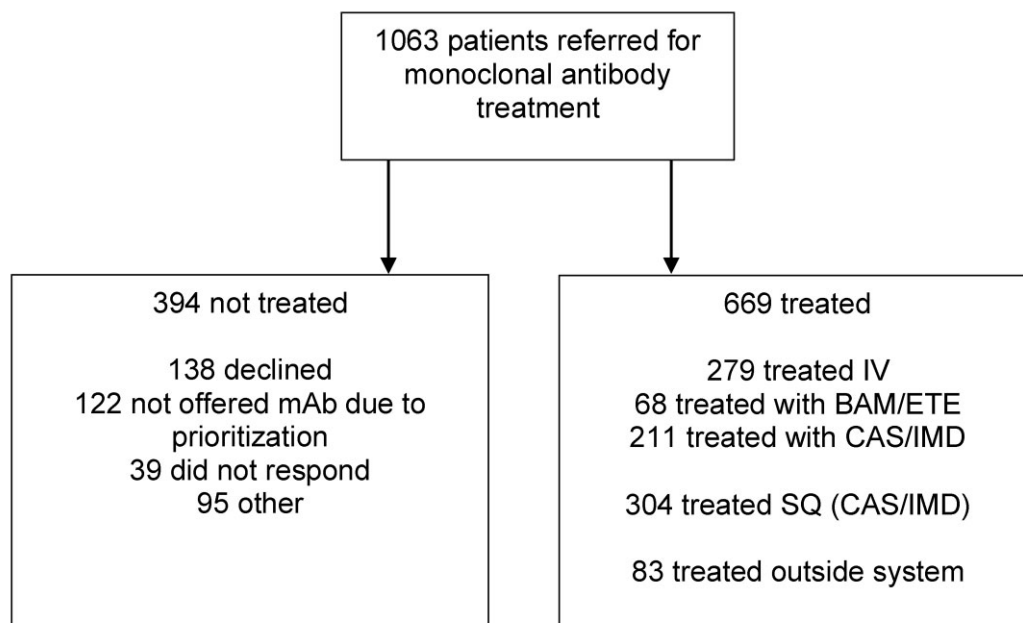 1063 patients referred for
monoclonal antibody
treatment
394 not treated
138 declined
122 not offered mAb due to
prioritization
39 did not respond
95 other
669 treated
279 treated IV
68 treated with BAM/ETE
211 treated with CAS/IMD
304 treated SQ (CAS/IMD)
83 treated outside system